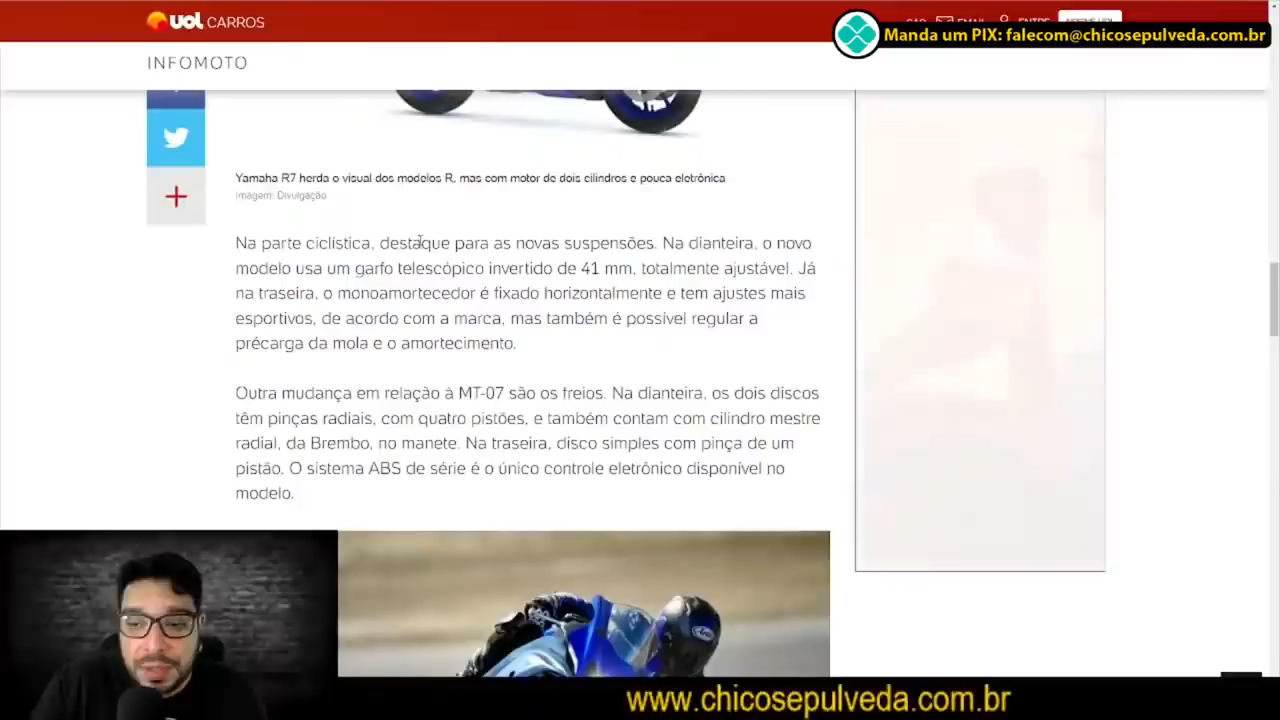 UOL CARROS
Manda um PIX: falecom@chicosepulveda.com.br
INFOMOTO
Yamaha R7 herda o visual dos modelos R, mas com motor de dois cilindros e pouca eletrônica
Imagem: Divulgação
Na parte ciclística, destaque para as novas suspensões. Na dianteira, o novo
modelo usa um garfo telescópico invertido de 41 mm, totalmente ajustável. Já
na traseira, o monoamortecedor é fixado horizontalmente e tem ajustes mais
esportivos, de acordo com a marca, mas também é possível regular a
précarga da mola e o amortecimento.
Outra mudança em relação à MT-07 são os freios. Na dianteira, os dois discos
têm pinças radiais, com quatro pistões, e também contam com cilindro mestre
radial, da Brembo, no manete. Na traseira, disco simples com pinça de um
pistão. O sistema ABS de série é o único controle eletrônico disponível no
modelo.
www.chicosepulveda.com.br